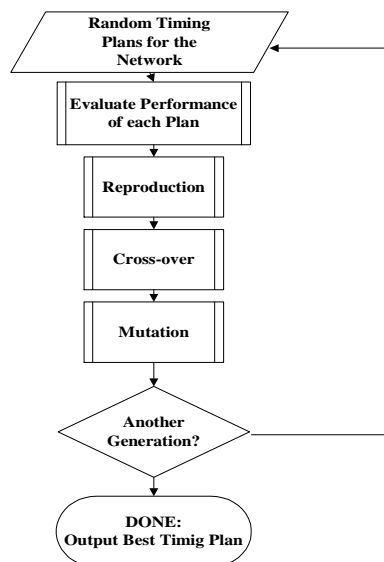 Random Timing
Plans for the
Network
Evaluate Performance
of each Plan
Reproduction
Cross-over
Mutation
Another
Generation?
DONE:
Output Best Timig Plan